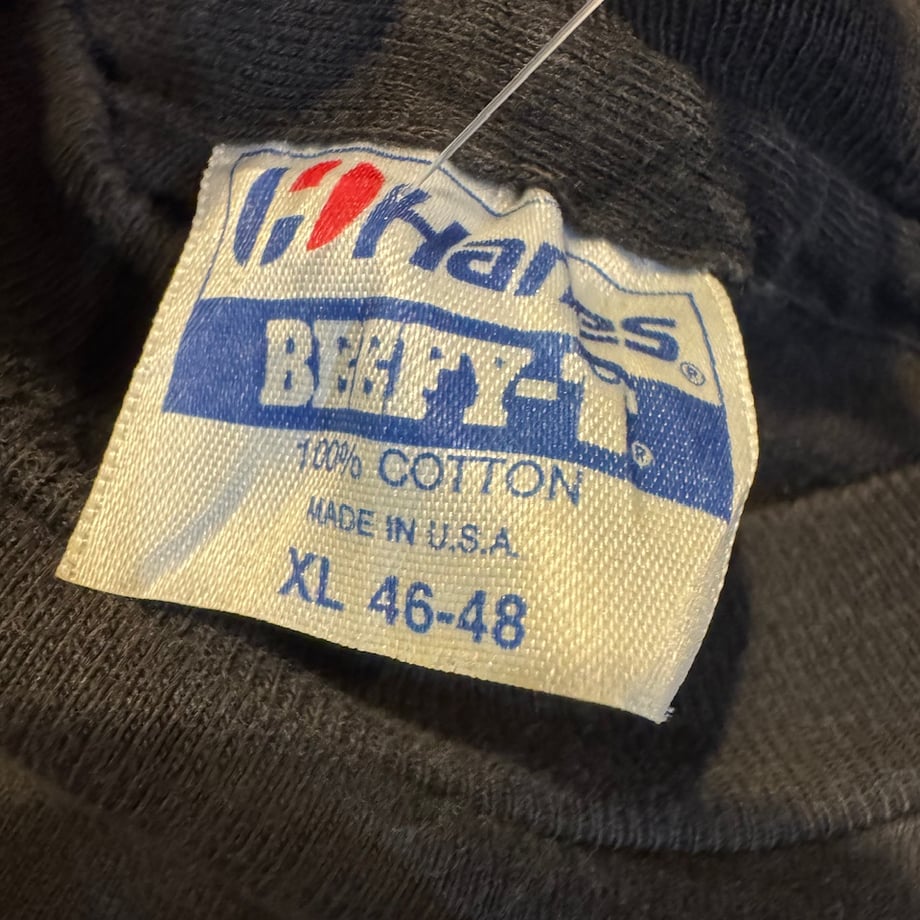 Hanes®
BEEFY-T®
100% COTTON
MADE IN U.S.A.
XL 46-48